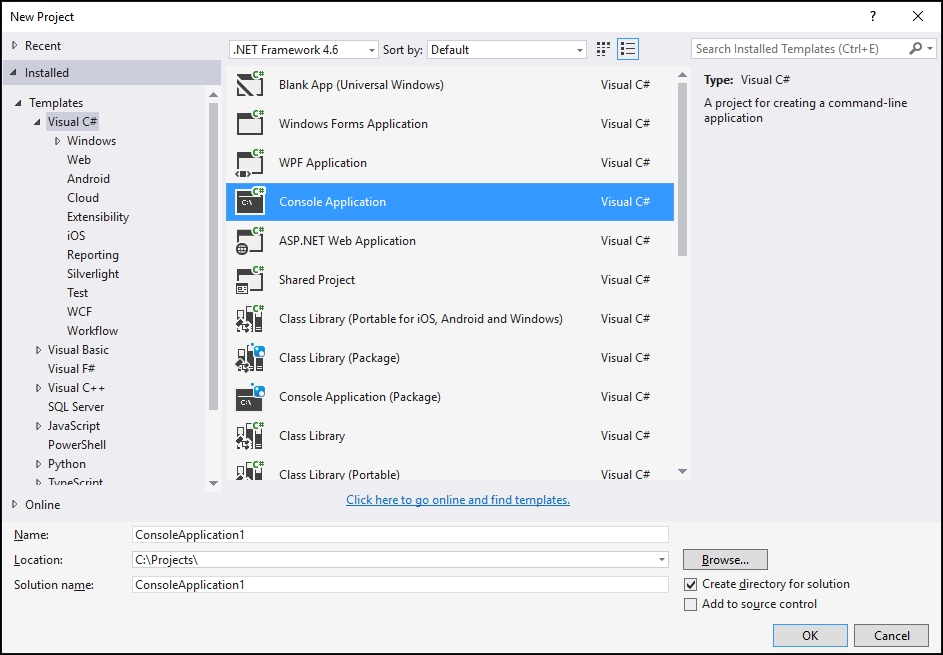 New Project
Recent
.NET Framework 4.6 Sort by: Default
Search Installed Templates (Ctrl+E)
Installed
Templates
Visual C#
Windows
Web
Android
Cloud
Extensibility
iOS
Reporting
Silverlight
Test
WCF
Workflow
Visual Basic
Visual F#
Visual C++
SQL Server
JavaScript
PowerShell
Python
TypeScript
Online
Blank App (Universal Windows) Visual C#
Windows Forms Application Visual C#
WPF Application Visual C#
Console Application Visual C#
ASP.NET Web Application Visual C#
Shared Project Visual C#
Class Library (Portable for iOS, Android and Windows) Visual C#
Class Library (Package) Visual C#
Console Application (Package) Visual C#
Class Library Visual C#
Class Library (Portable) Visual C#
Click here to go online and find templates.
Type: Visual C#
A project for creating a command-line
application
Name: ConsoleApplication1
Location: C:\Projects\
Browse...
Solution name: ConsoleApplication1
Create directory for solution
Add to source control
OK Cancel